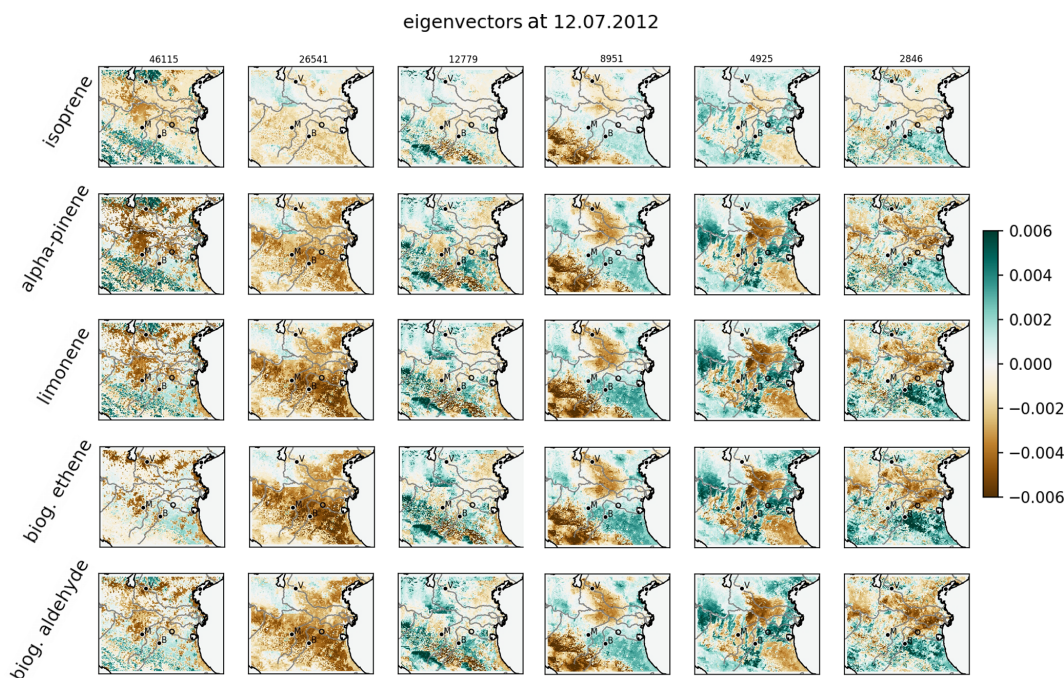 eigenvectors at 12.07.2012
46115 26541 12779 8951 4925 2846
isoprene
V V V V V V
M M M M M M
B B B B B B
alpha-pinene
V V V V V V
M M M M M M
B B B B B B
limonene
V V V V V V
M M M M M M
B B B B B B
biog. ethene
V V V V V V
M M M M M M
B B B B B B
biog. aldehyde
V V V V V V
M M M M M M
B B B B B B
0.006
0.004
0.002
0.000
−0.002
−0.004
−0.006